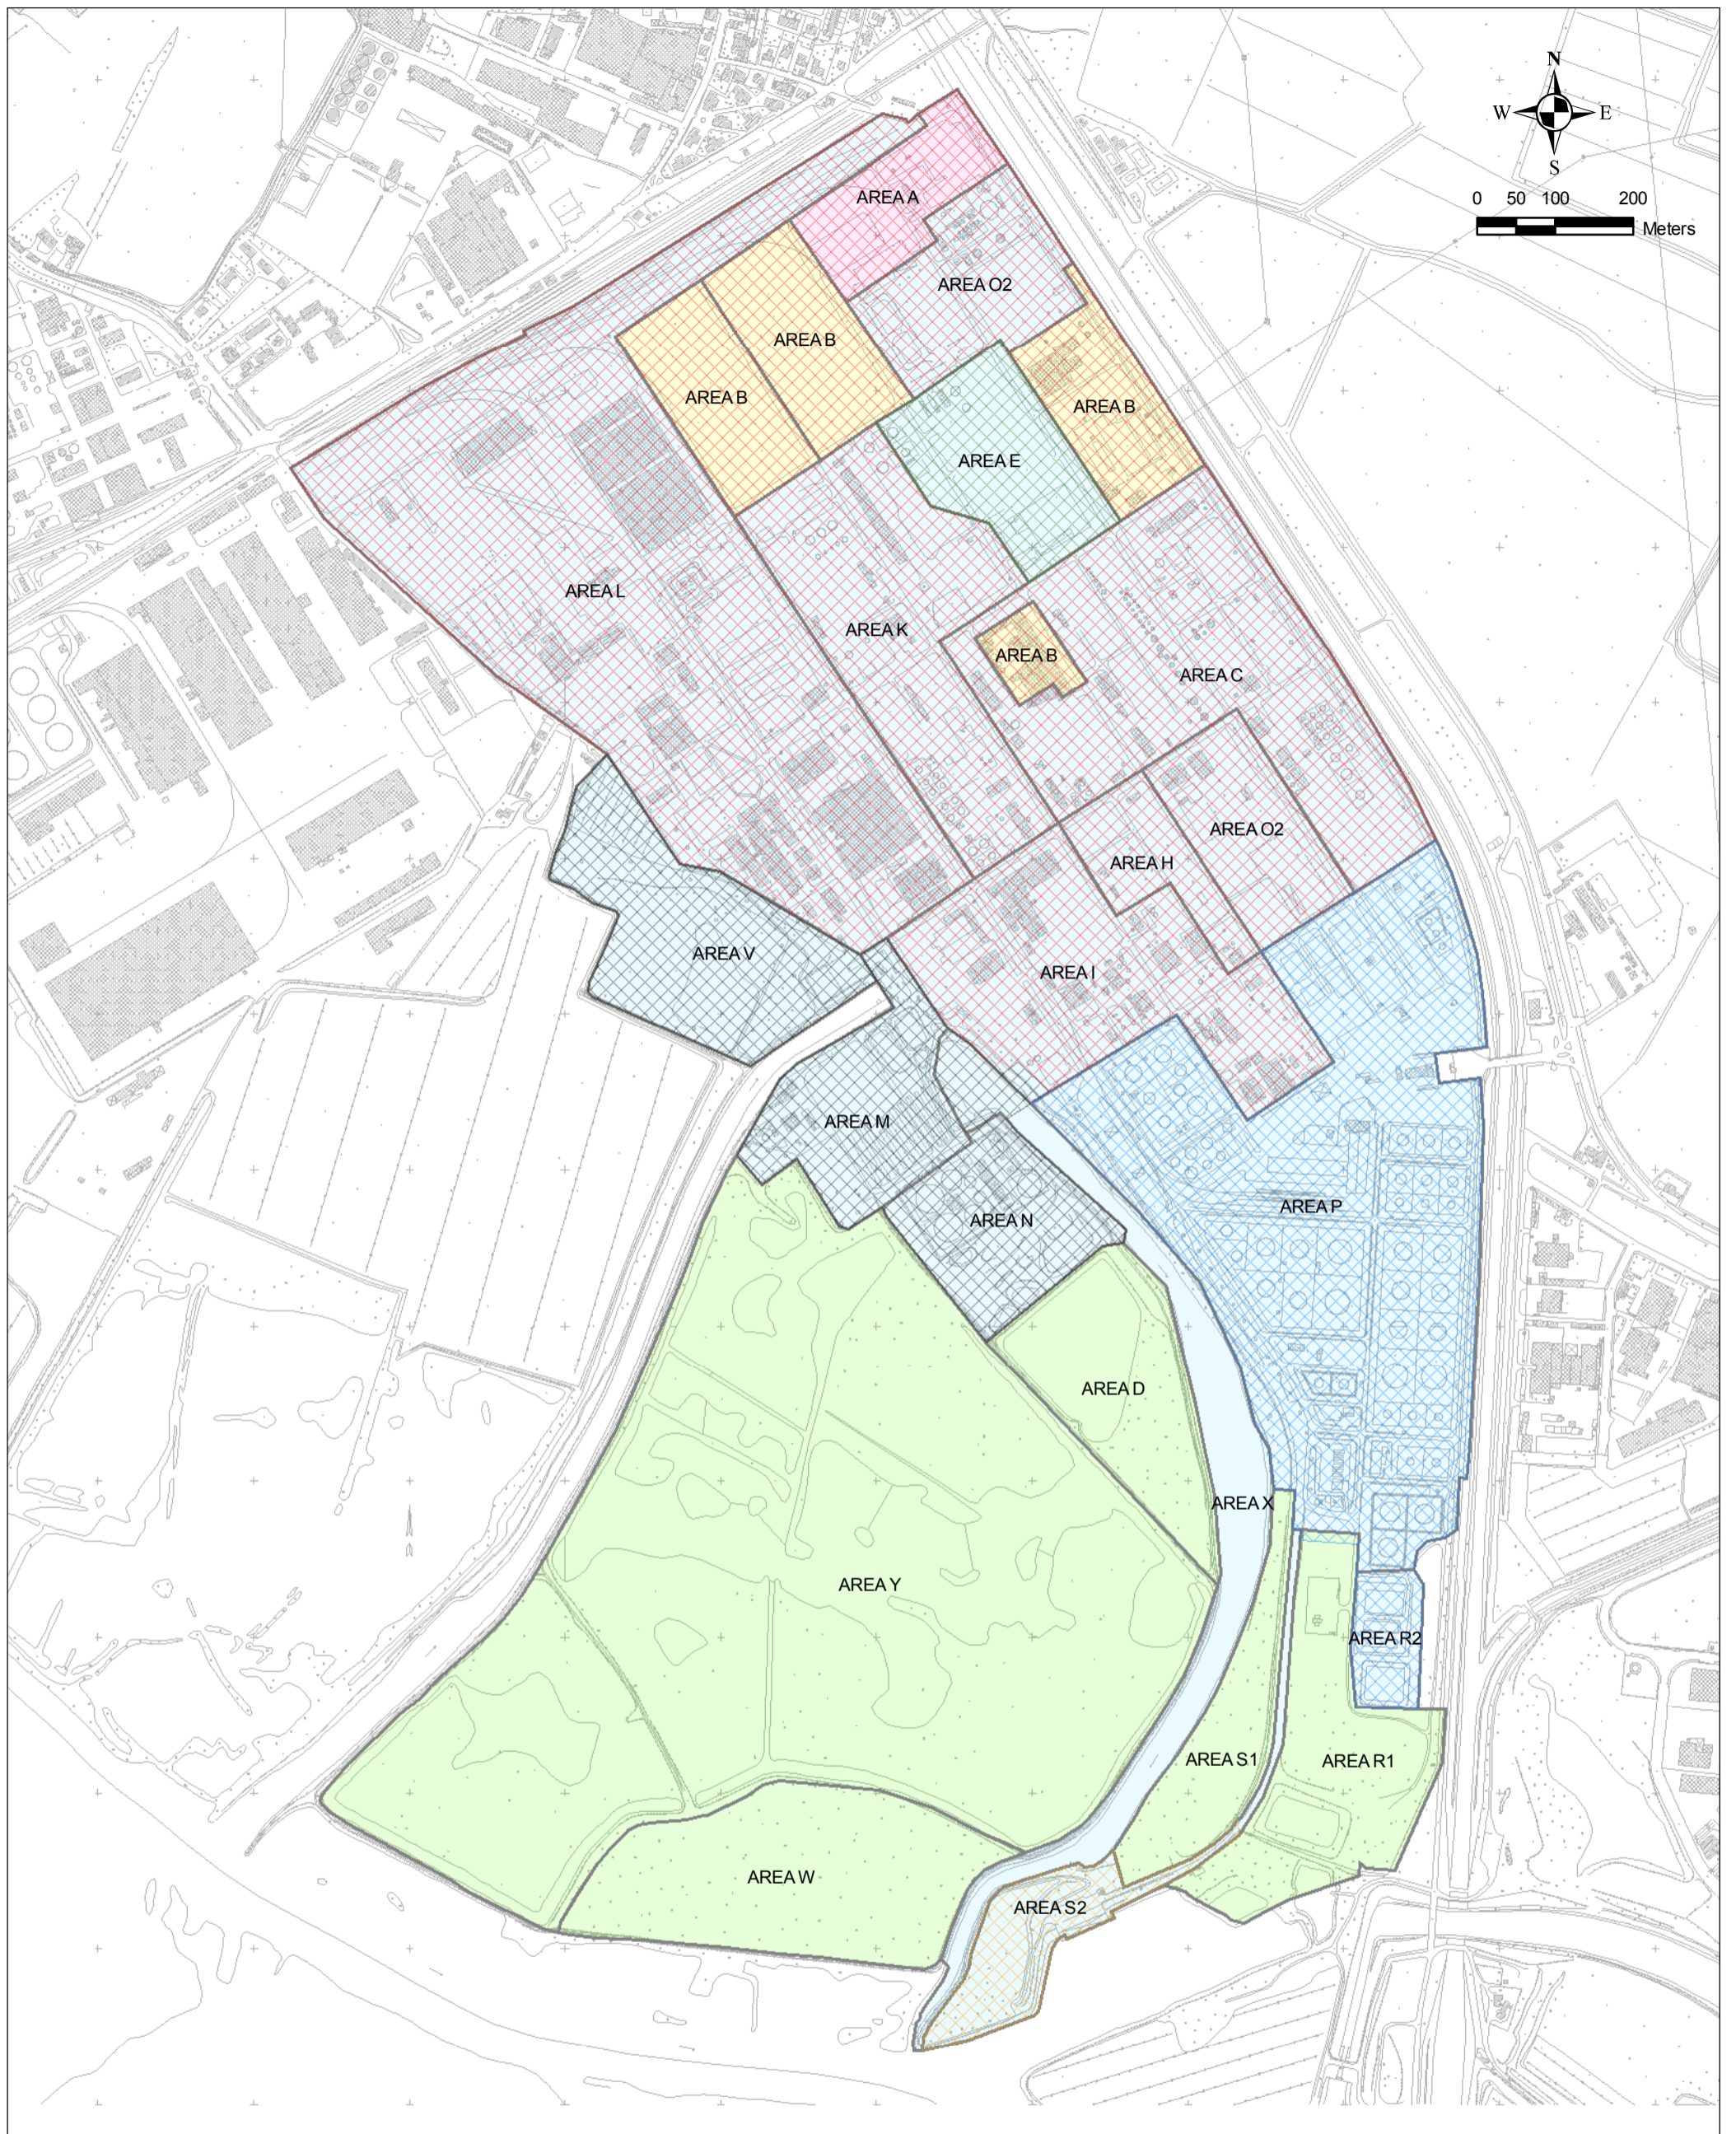 N
W E
S
0 50 100 200
Meters
AREA A
AREA O2
AREA B
AREA B
AREA B
AREA E
AREA L
AREA K
AREA B
AREA C
AREA O2
AREA H
AREA V
AREA I
AREA M
AREA P
AREA N
AREA D
AREA X
AREA Y
AREA R2
AREA S1
AREA R1
AREA W
AREA S2